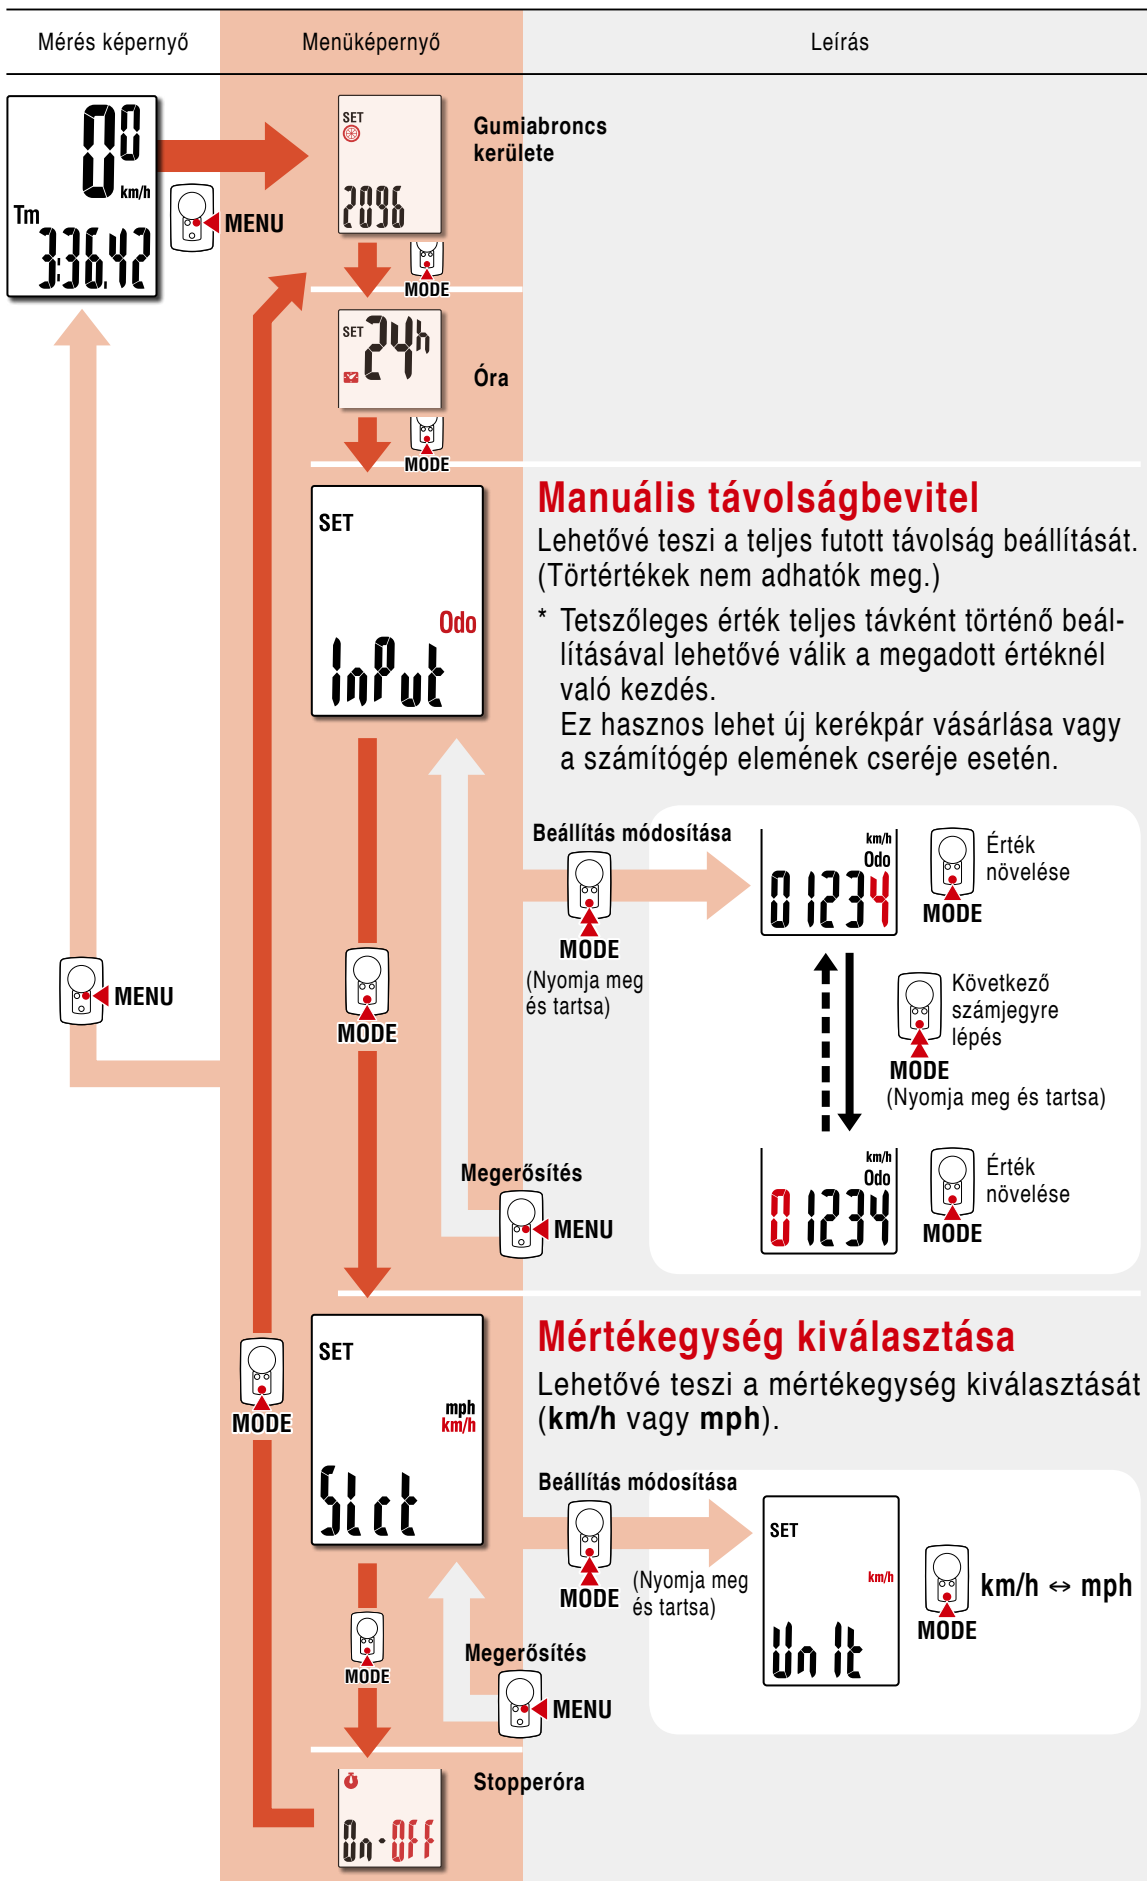 Mérés képernyő
Menüképernyő
Leírás
0.0
km/h
Tm
3:36.42
MENU
SET
2096
Gumiabroncs
kerülete
MODE
SET
24h
Óra
MODE
SET
Odo
InPut
Manuális távolságbevitel
Lehetővé teszi a teljes futott távolság beállítását.
(Törtértékek nem adhatók meg.)
* Tetszőleges érték teljes távként történő beál-
lításával lehetővé válik a megadott értéknél
való kezdés.
Ez hasznos lehet új kerékpár vásárlása vagy
a számítógép elemének cseréje esetén.
Beállítás módosítása
MODE
(Nyomja meg
és tartsa)
km/h
Odo
01234
Érték
növelése
MODE
MENU
MODE
Következő
számjegyre
lépés
MODE
(Nyomja meg és tartsa)
Megerősítés
MENU
km/h
Odo
01234
Érték
növelése
MODE
MODE
SET
mph
km/h
Slct
Mértékegység kiválasztása
Lehetővé teszi a mértékegység kiválasztását
(km/h vagy mph).
Beállítás módosítása
MODE
(Nyomja meg
és tartsa)
SET
km/h
UnIt
MODE
km/h ⇔ mph
MODE
Megerősítés
MENU
On-OFF
Stopperóra